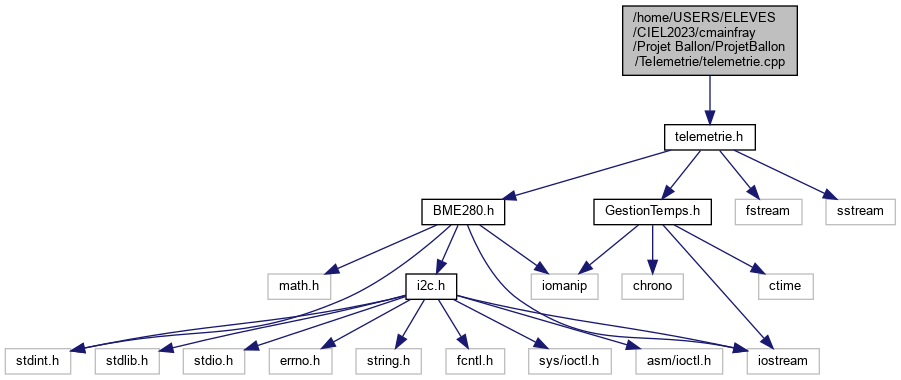 /home/USERS/ELEVES
/CIEL2023/cmainfray
/Projet Ballon/ProjetBallon
/Telemetrie/telemetrie.cpp
telemetrie.h
BME280.h
GestionTemps.h
fstream
sstream
math.h
i2c.h
iomanip
chrono
ctime
stdint.h
stdlib.h
stdio.h
errno.h
string.h
fcntl.h
sys/ioctl.h
asm/ioctl.h
iostream